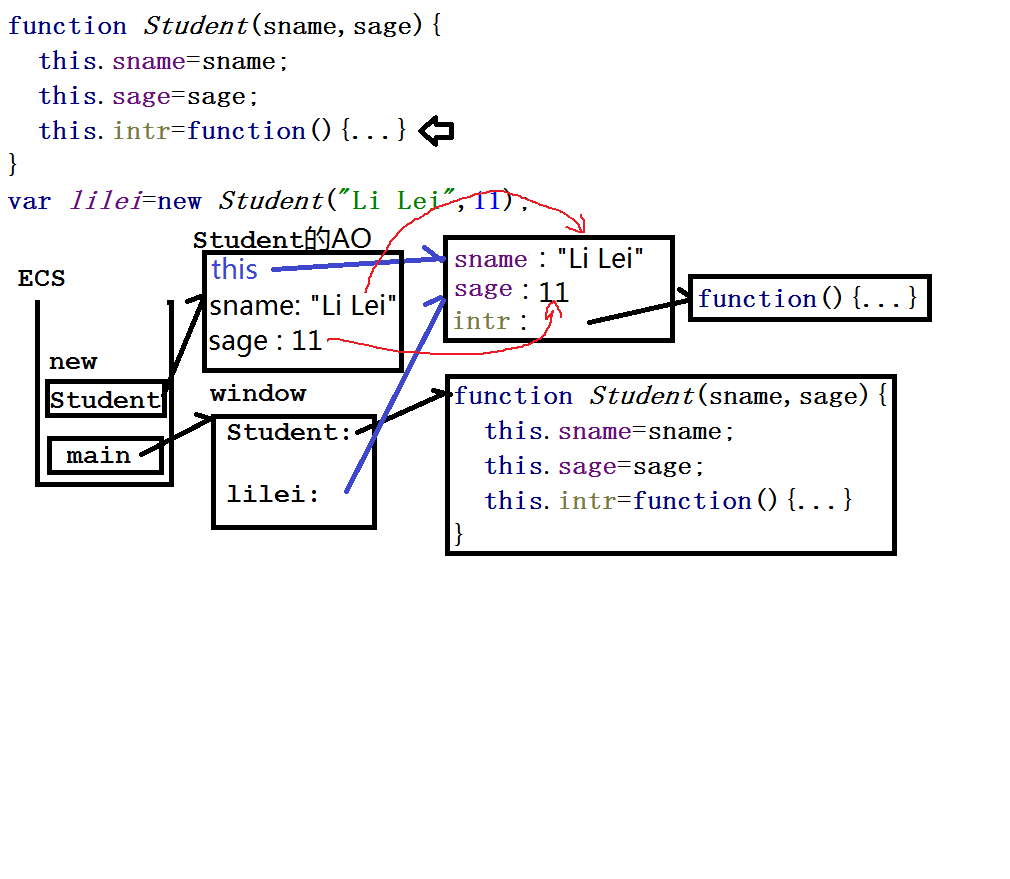 function Student(sname,sage){
this.sname=sname;
this.sage=sage;
this.intr=function(){...}
}
var lilei=new Student("Li Lei",11);
Student的AO
this
sname: "Li Lei"
sage : 11
sname : "Li Lei"
sage : 11
intr :
function(){...}
ECS
new
Student
main
window
Student:
lilei:
function Student(sname,sage){
this.sname=sname;
this.sage=sage;
this.intr=function(){...}
}